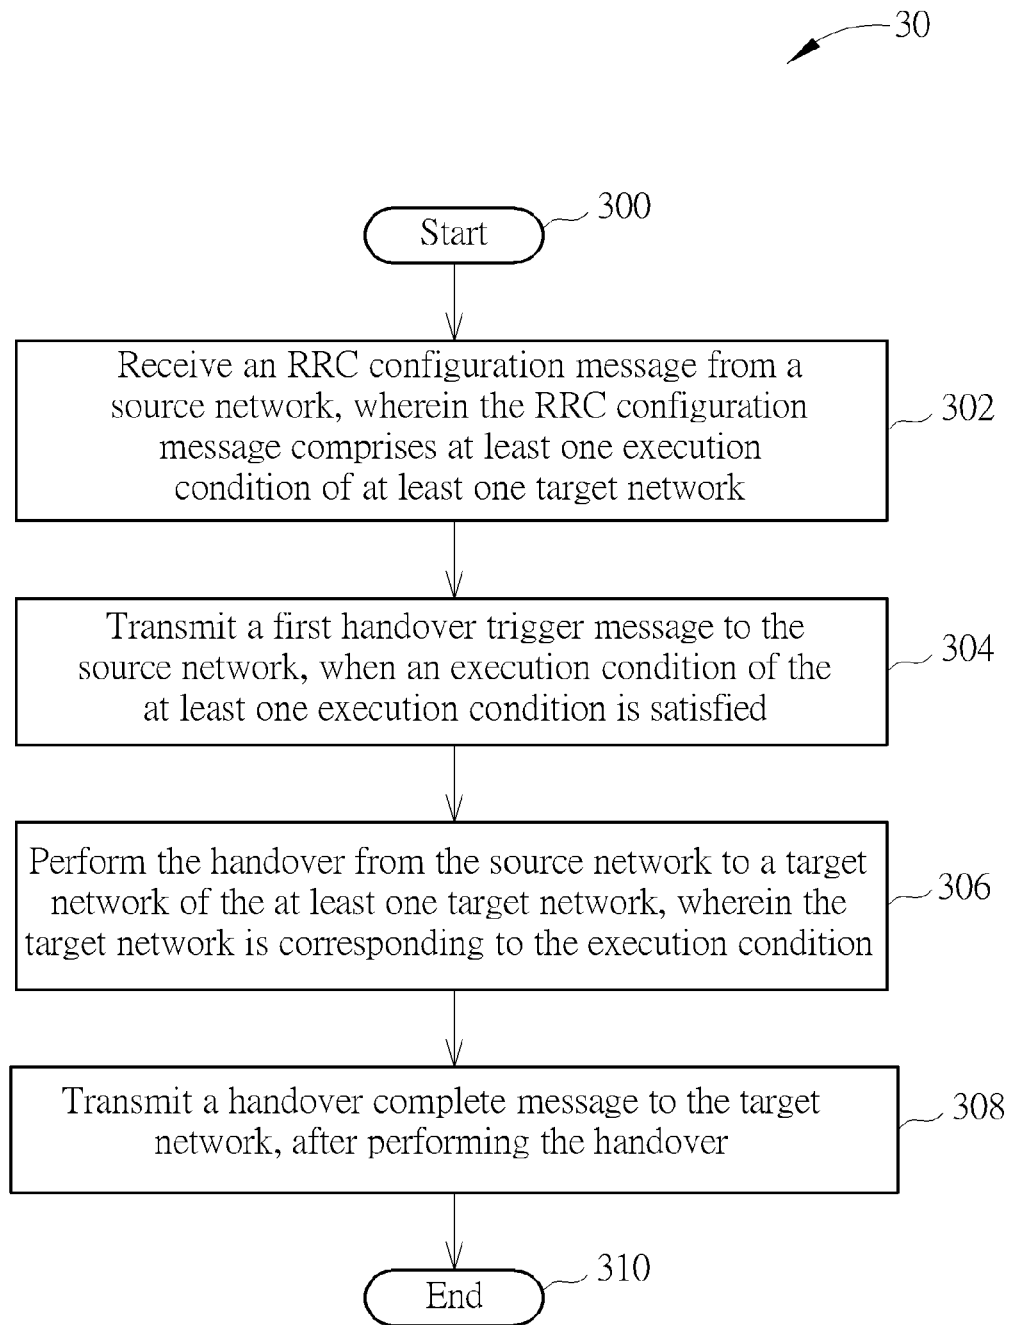 30
Start
300
Receive an RRC configuration message from a
source network, wherein the RRC configuration
message comprises at least one execution
condition of at least one target network
302
Transmit a first handover trigger message to the
source network, when an execution condition of the
at least one execution condition is satisfied
304
Perform the handover from the source network to a target
network of the at least one target network, wherein the
target network is corresponding to the execution condition
306
Transmit a handover complete message to the target
network, after performing the handover
308
End
310